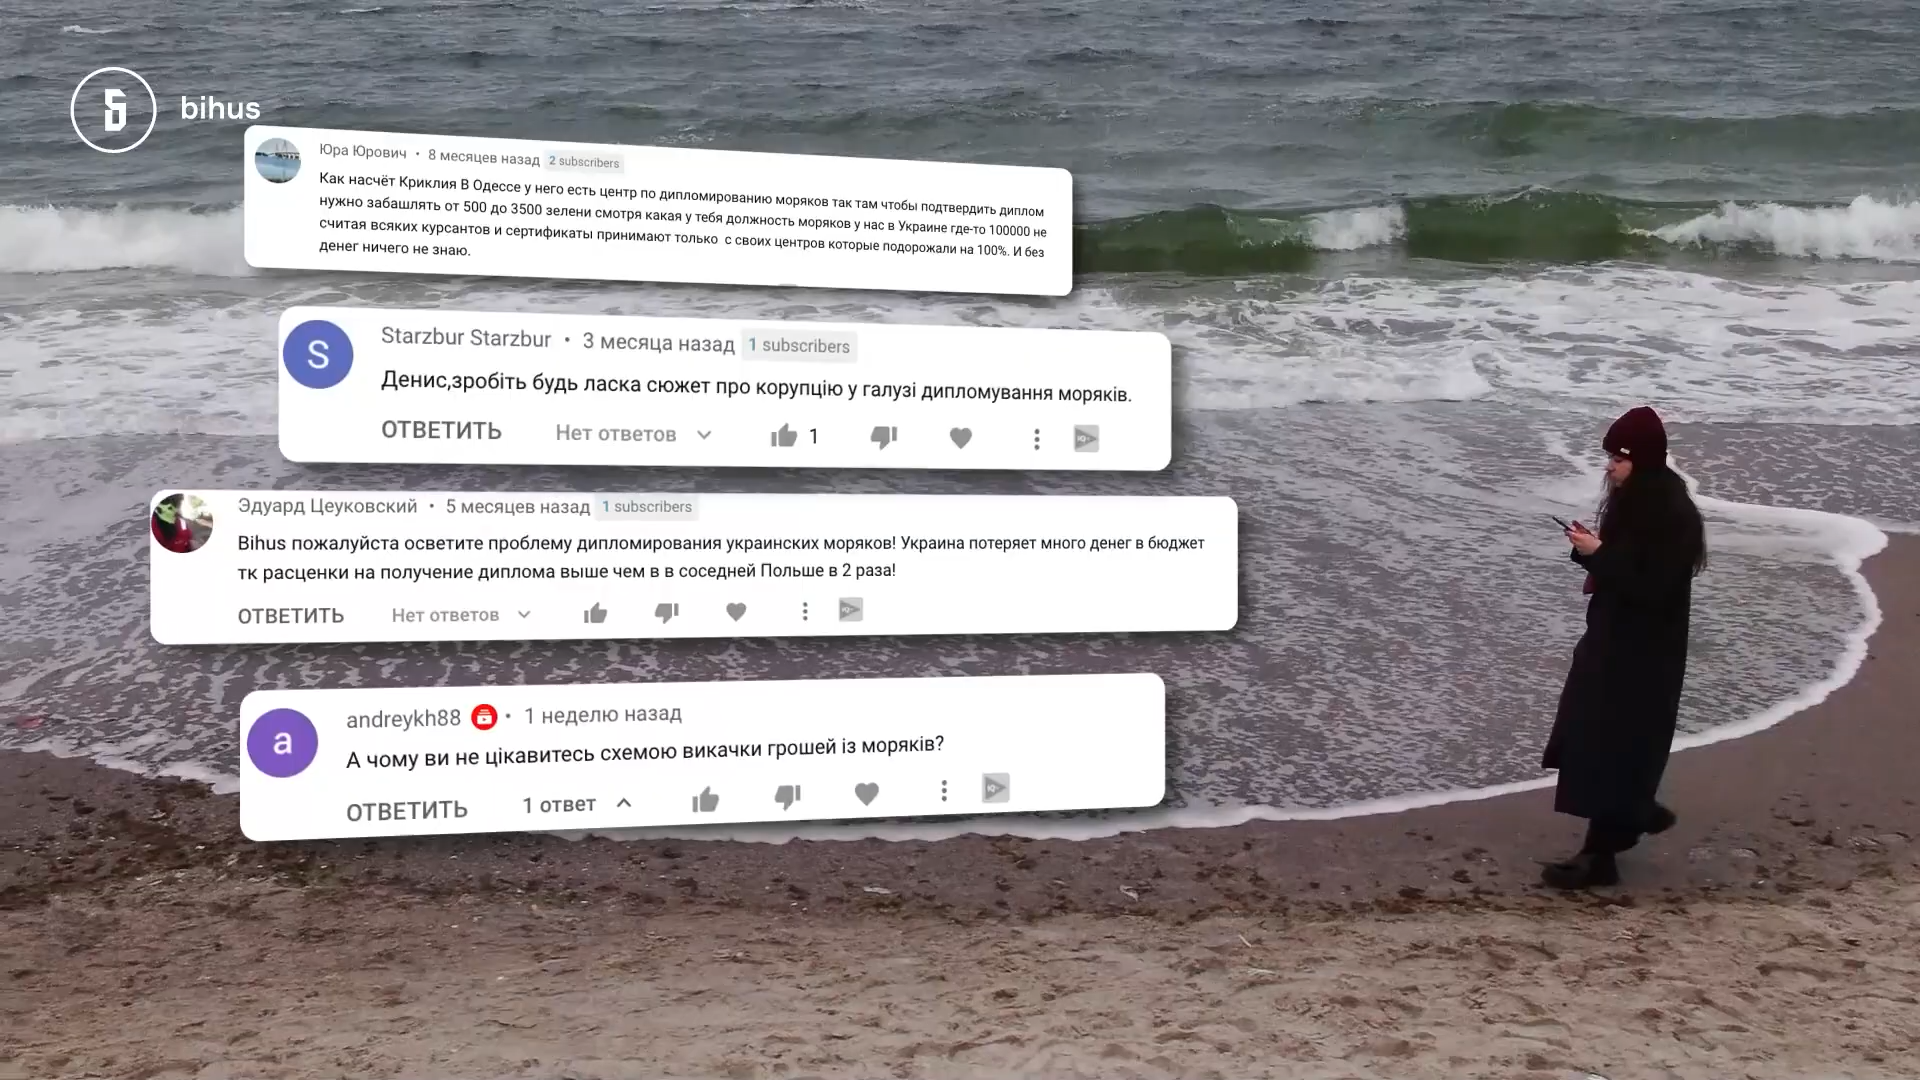 bihus
Юра Юрович • 8 месяцев назад 2 subscribers
Как насчёт Криклия В Одессе у него есть центр по дипломированию моряков так там чтобы подтвердить диплом
нужно забашлять от 500 до 3500 зелени смотря какая у тебя должность моряков у нас в Украине где-то 100000 не
считая всяких курсантов и сертификаты принимают только с своих центров которые подорожали на 100%. И без
денег ничего не знаю.
S
Starzbur Starzbur • 3 месяца назад 1 subscribers
Денис,зробіть будь ласка сюжет про корупцію у галузі дипломування моряків.
ОТВЕТИТЬ Нет ответов 1
Эдуард Цеуковский • 5 месяцев назад 1 subscribers
Bihus пожалуйста осветите проблему дипломирования украинских моряков! Украина потеряет много денег в бюджет
тк расценки на получение диплома выше чем в в соседней Польше в 2 раза!
ОТВЕТИТЬ Нет ответов
a
andreykh88 • 1 неделю назад
А чому ви не цікавитесь схемою викачки грошей із моряків?
ОТВЕТИТЬ 1 ответ